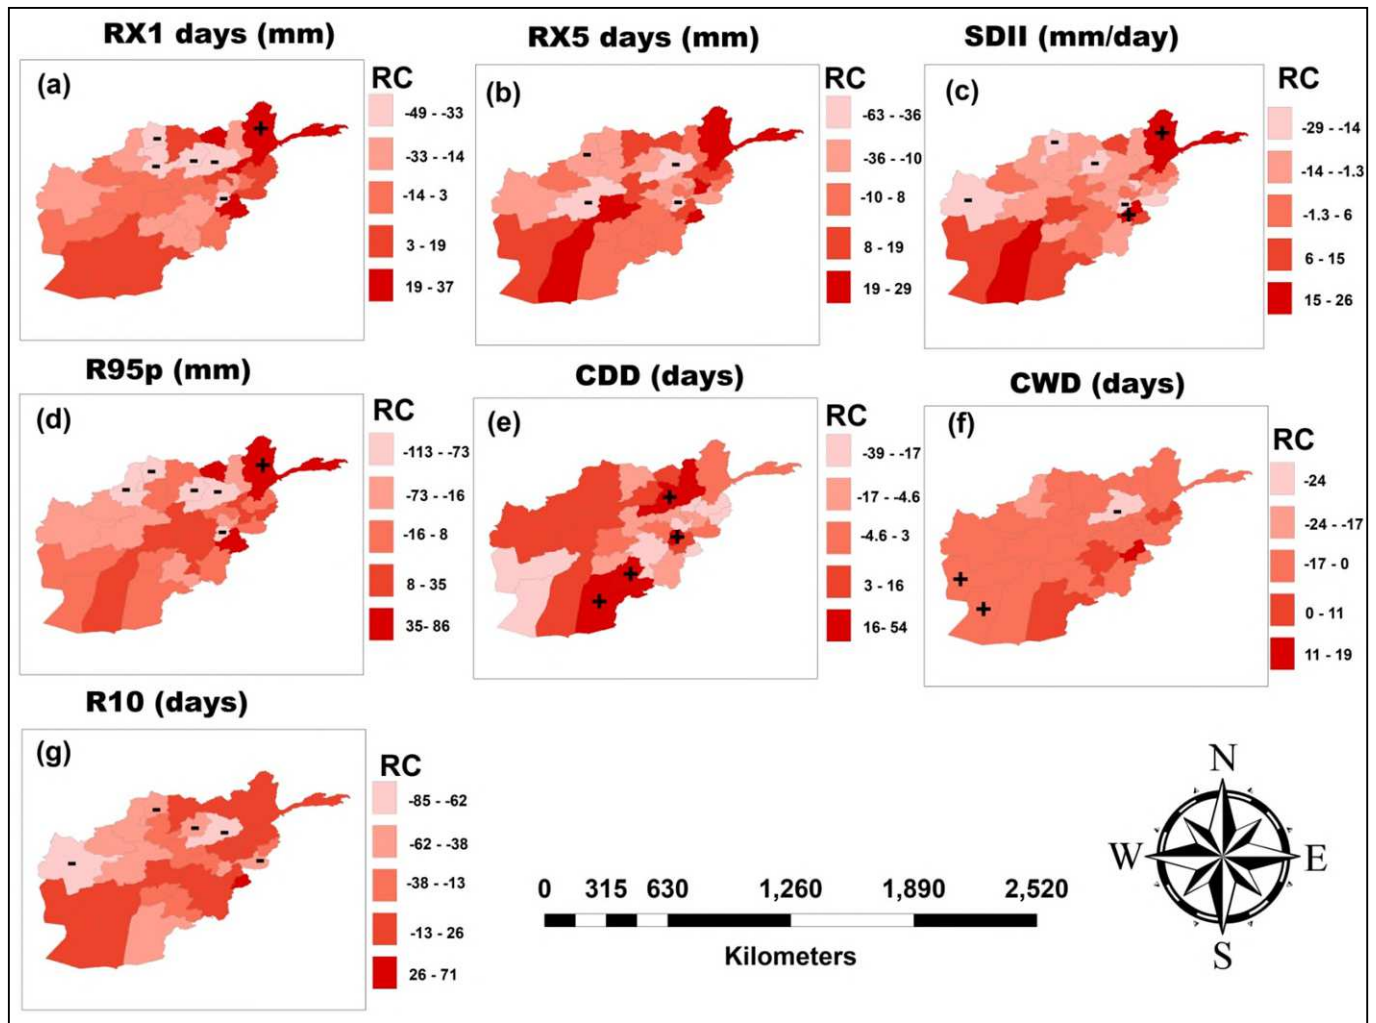 RX1 days (mm)
(a)
RC
-49 - -33
-33 - -14
-14 - 3
3 - 19
19 - 37
RX5 days (mm)
(b)
RC
-63 - -36
-36 - -10
-10 - 8
8 - 19
19 - 29
SDII (mm/day)
(c)
RC
-29 - -14
-14 - -1.3
-1.3 - 6
6 - 15
15 - 26
R95p (mm)
(d)
RC
-113 - -73
-73 - -16
-16 - 8
8 - 35
35- 86
CDD (days)
(e)
RC
-39 - -17
-17 - -4.6
-4.6 - 3
3 - 16
16- 54
CWD (days)
(f)
RC
-24
-24 - -17
-17 - 0
0 - 11
11 - 19
R10 (days)
(g)
RC
-85 - -62
-62 - -38
-38 - -13
-13 - 26
26 - 71
0 315 630 1,260 1,890 2,520
Kilometers
N
W E
S